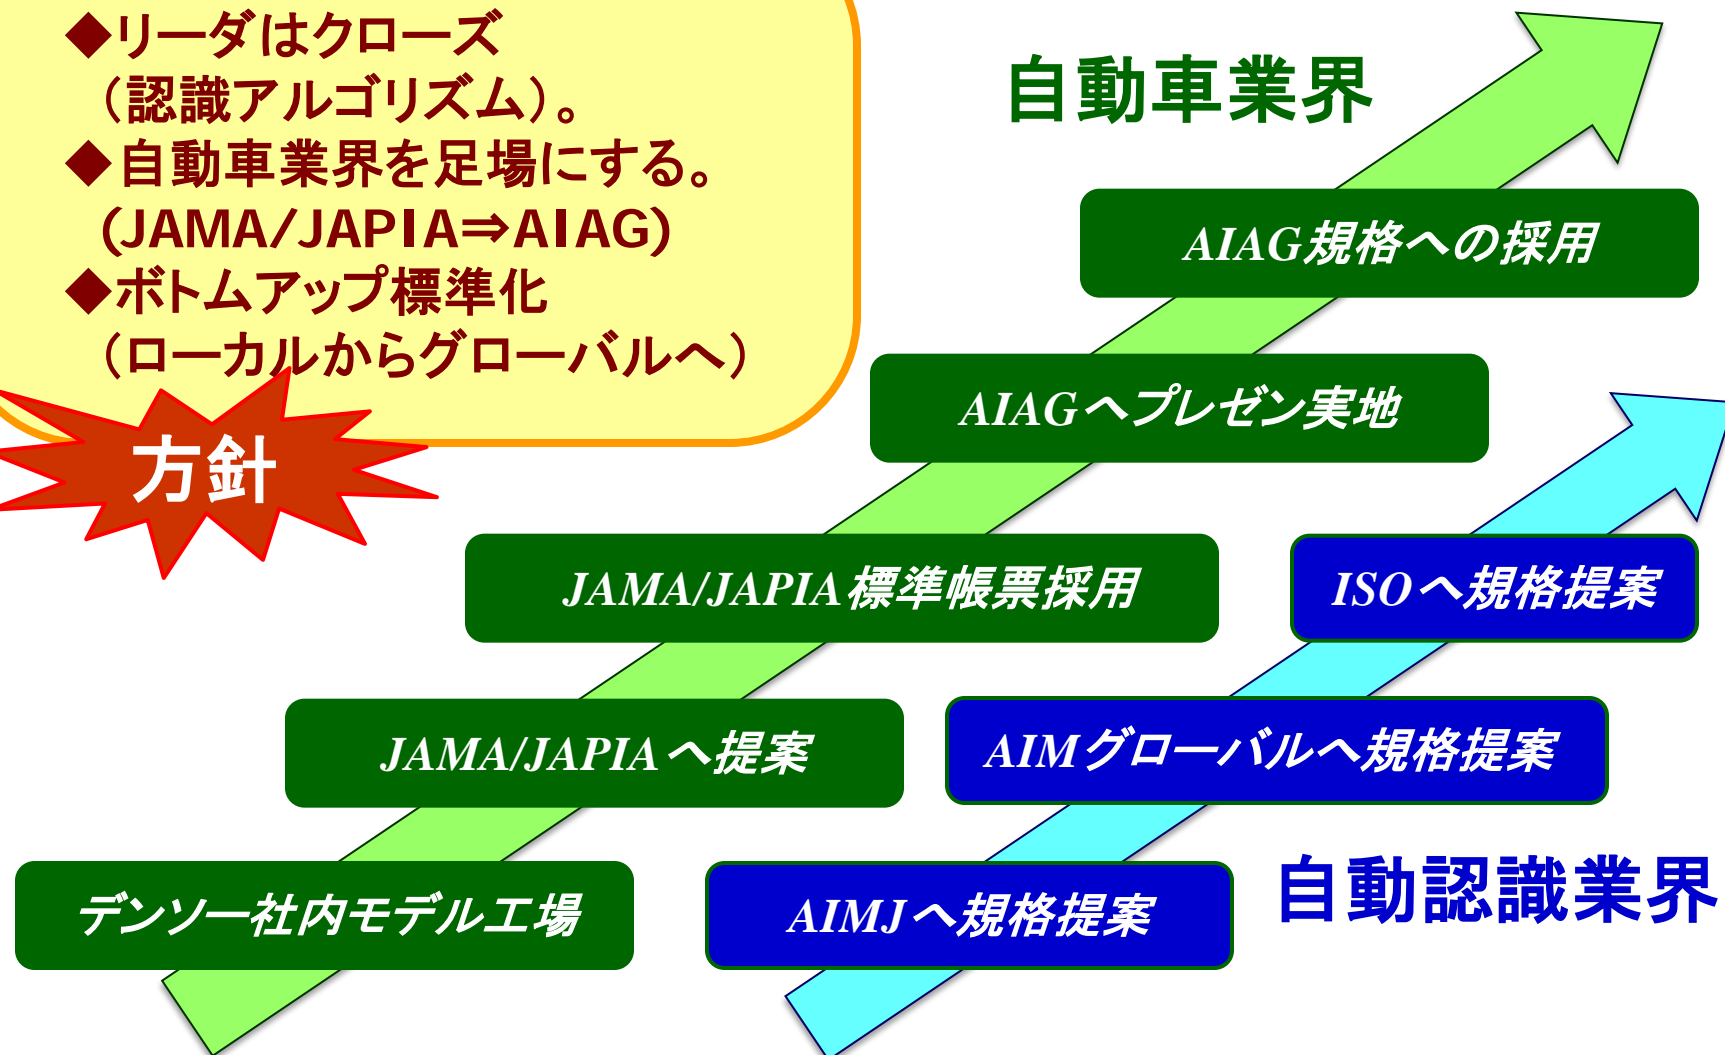 ◆リーダはクローズ
(認識アルゴリズム)。
◆自動車業界を足場にする。
(JAMA/JAPIA⇒AIAG)
◆ボトムアップ標準化
(ローカルからグローバルへ)
方針
自動車業界
AIAG規格への採用
AIAGへプレゼン実地
JAMA/JAPIA標準帳票採用
ISOへ規格提案
JAMA/JAPIAへ提案
AIMグローバルへ規格提案
デンソー社内モデル工場
AIMJへ規格提案
自動認識業界